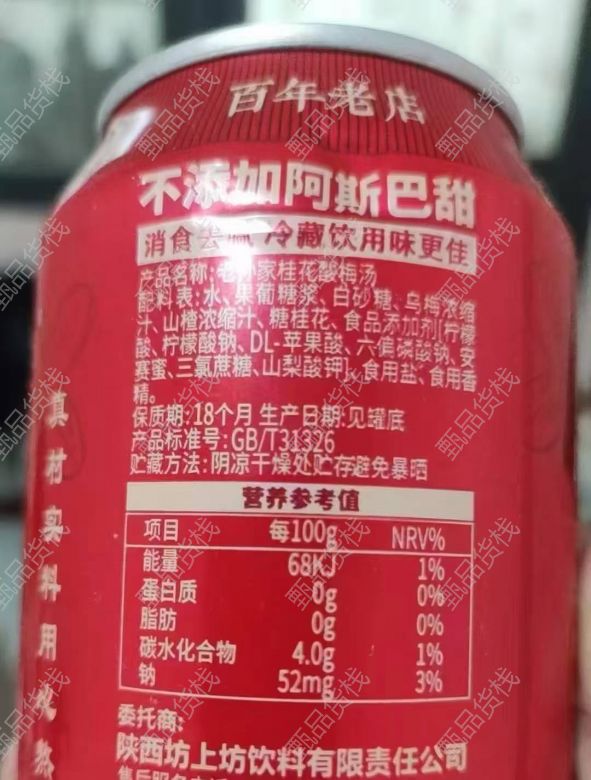 百年老店
不添加阿斯巴甜
消食去腻 冷藏饮用味更佳
产品名称:老孙家桂花酸梅汤
配料表:水、果葡糖浆、白砂糖、乌梅浓缩
汁、山楂浓缩汁、糖桂花、食品添加剂(柠檬
酸、柠檬酸钠、DL-苹果酸、六偏磷酸钠、安
赛蜜、三氯蔗糖、山梨酸钾)、食用盐、食用香
精。
保质期:18个月 生产日期:见罐底
产品标准号:GB/T31326
贮藏方法:阴凉干燥处贮存避免暴晒
营养参考值
项目 每100g NRV%
能量 68KJ 1%
蛋白质 0g 0%
脂肪 0g 0%
碳水化合物 4.0g 1%
钠 52mg 3%
委托商:
陕西坊上坊饮料有限责任公司
真材实料用
甄品货栈